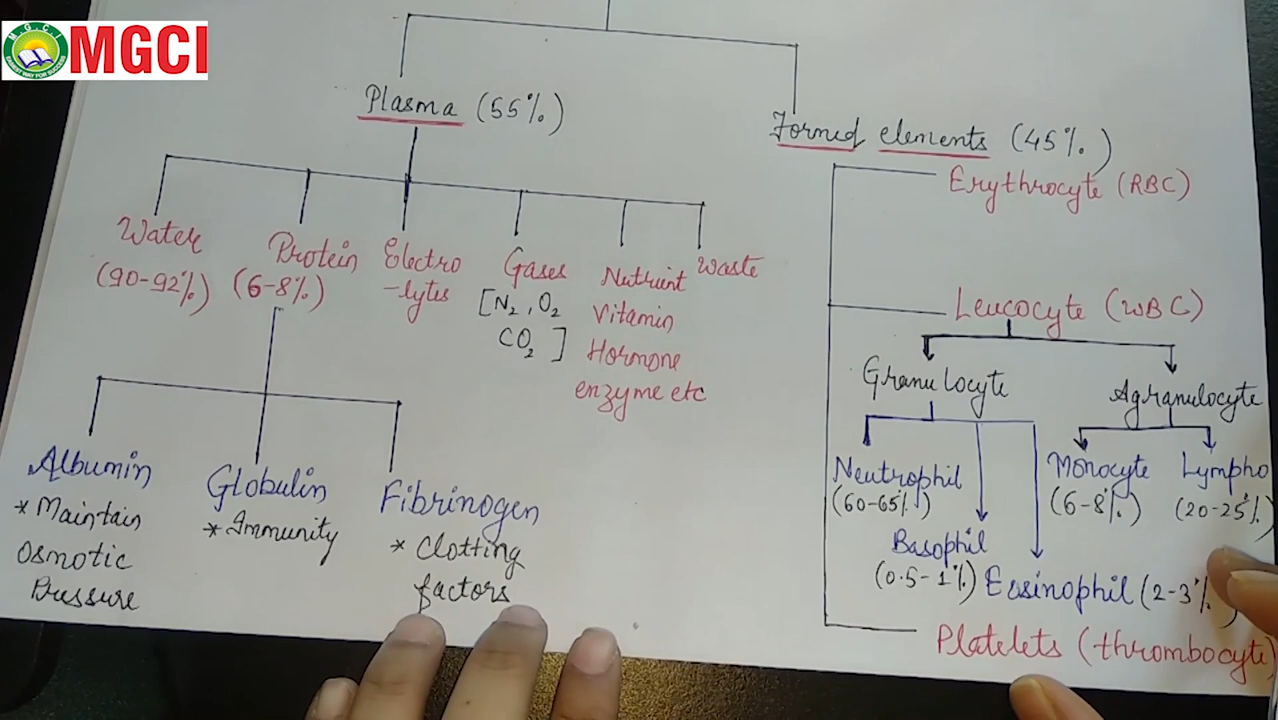 M.G.C.I
MGCI
Plasma (55%)
Formed elements (45%.)
Erythrocyte (RBC)
Water
(90-92%)
Protein
(6-8%)
Electro
-lytes
Gases
[N2, O2
CO2 ]
Nutrient
Vitamin
Hormone
enzyme etc
Waste
Leucocyte (WBC)
Granulocyte
Agranulocyte
Neutrophil
(60-65%.)
Basophil
(0.5-1%)
Eosinophil (2-3%)
Monocyte
(6-8%)
Lympho
(20-25%.)
Albumin
* Maintain
Osmotic
Pressure
Globulin
* Immunity
Fibrinogen
* Clotting
factors
Platelets (thrombocyte)